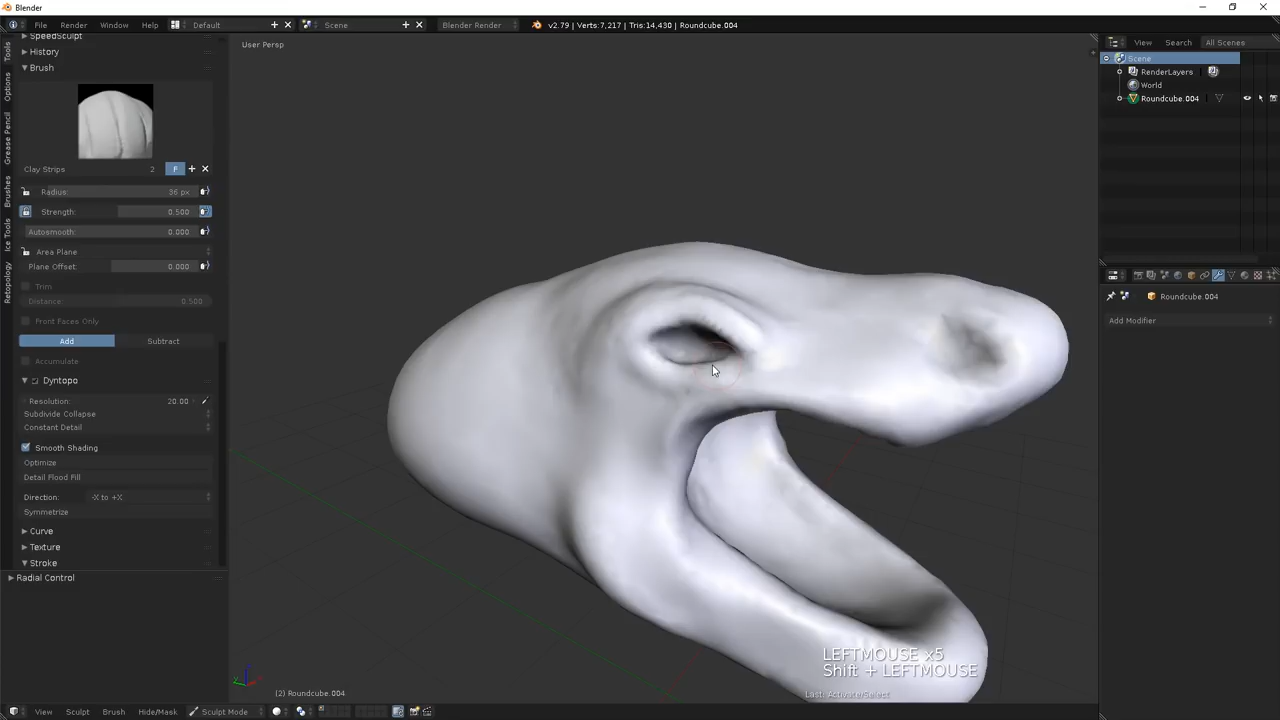 Blender
File Render Window Help Default Scene Blender Render v2.79 | Verts:7,217 | Tris:14,430 | Roundcube.004
SpeedSculpt
History
Brush
Clay Strips 2 F
Radius: 36 px
Strength: 0.500
Autosmooth: 0.000
Area Plane
Plane Offset: 0.000
Trim
Distance: 0.500
Front Faces Only
Add Subtract
Accumulate
Dyntopo
Resolution: 20.00
Subdivide Collapse
Constant Detail
Smooth Shading
Optimize
Detail Flood Fill
Direction: -X to +X
Symmetrize
Curve
Texture
Stroke
Radial Control
Tools
Options
Grease Pencil
Brushes
Ice Tools
Retopology
User Persp
LEFTMOUSE x5
Shift + LEFTMOUSE
Last: Activate/Select
(2) Roundcube.004
View Sculpt Brush Hide/Mask Sculpt Mode
View Search All Scenes
Scene
RenderLayers
World
Roundcube.004
Roundcube.004
Add Modifier